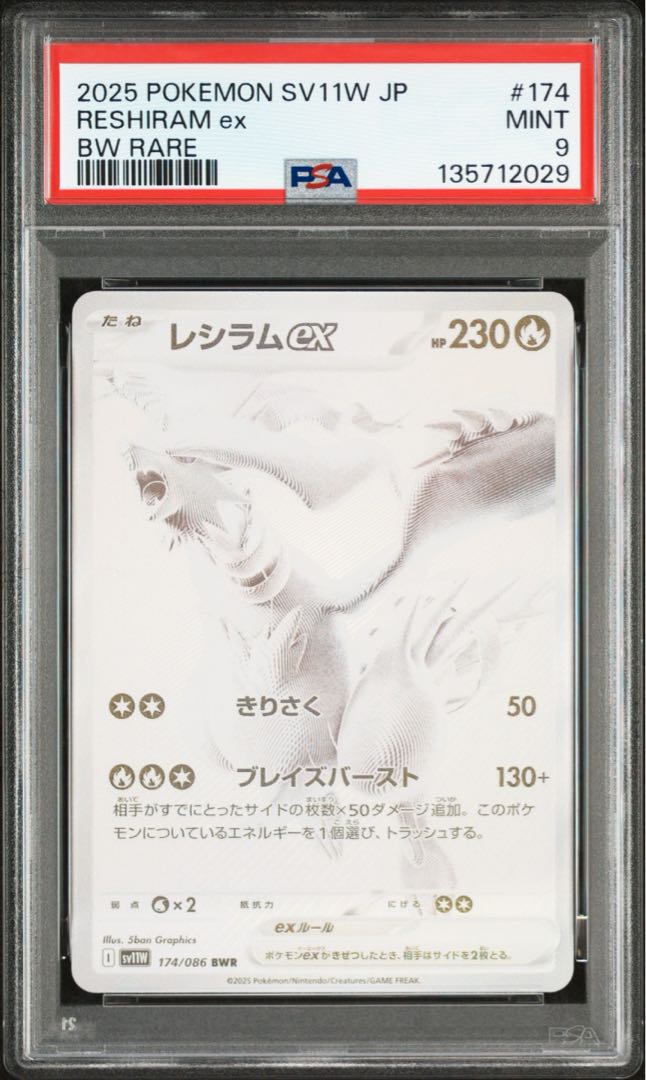 2025 POKEMON SV11W JP #174
RESHIRAM ex MINT
BW RARE 9
PSA 135712029
たね レシラムex HP 230
きりさく 50
ブレイズバースト 130+
相手がすでにとったサイドの枚数×50ダメージ追加。このポケ
モンについているエネルギーを1個選び、トラッシュする。
弱点 ×2 抵抗力 にげる
exルール
ポケモンexがきぜつしたとき、相手はサイドを2枚とる。
Illus. 5ban Graphics
I sv11W 174/086 BWR
©2025 Pokémon/Nintendo/Creatures/GAME FREAK.
PSA